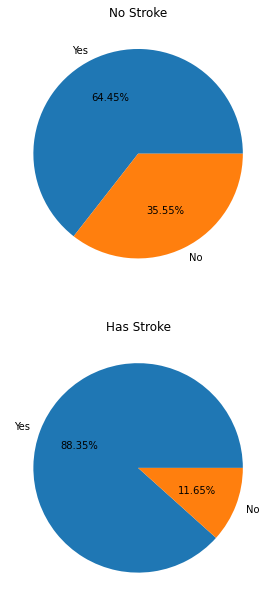 No Stroke
Yes
64.45%
35.55%
No
Has Stroke
Yes
88.35%
11.65%
No